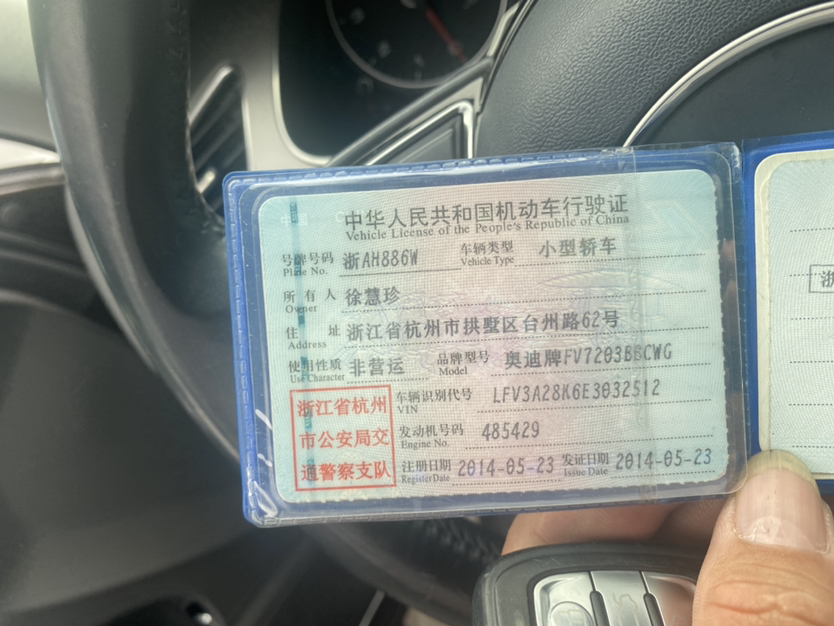 中华人民共和国机动车行驶证
Vehicle License of the People's Republic of China
号牌号码 浙AH886W 车辆类型 小型轿车
Plate No. Vehicle Type
所有人 徐慧珍
Owner
住址 浙江省杭州市拱墅区台州路62号
Address
使用性质 非营运 品牌型号 奥迪牌FV7203BBCWG
Use Character Model
浙江省杭州
市公安局交
通警察支队
车辆识别代号 LFV3A28K6E3032512
VIN
发动机号码 485429
Engine No.
注册日期 2014-05-23 发证日期 2014-05-23
Register Date Issue Date
浙